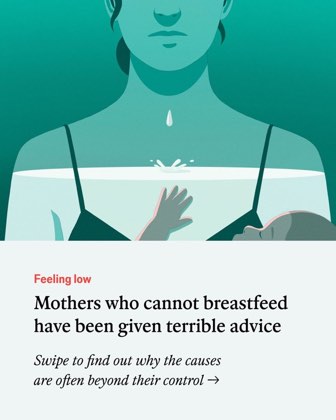 Feeling low
Mothers who cannot breastfeed
have been given terrible advice
Swipe to find out why the causes
are often beyond their control →